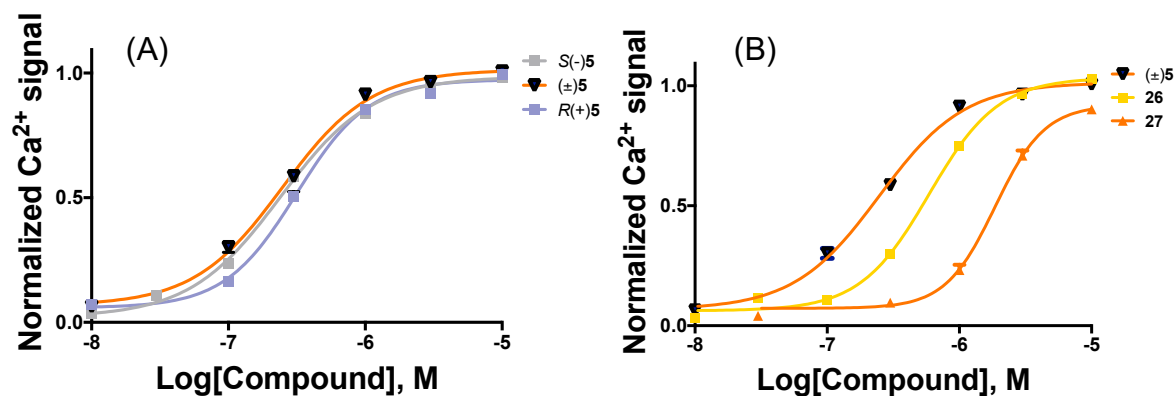 (A)
Normalized Ca2+ signal
1.0
0.5
0.0
-8
-7
-6
-5
Log[Compound], M
S(-)5
(±)5
R(+)5
(B)
Normalized Ca2+ signal
1.0
0.5
0.0
-8
-7
-6
-5
Log[Compound], M
(±)5
26
27